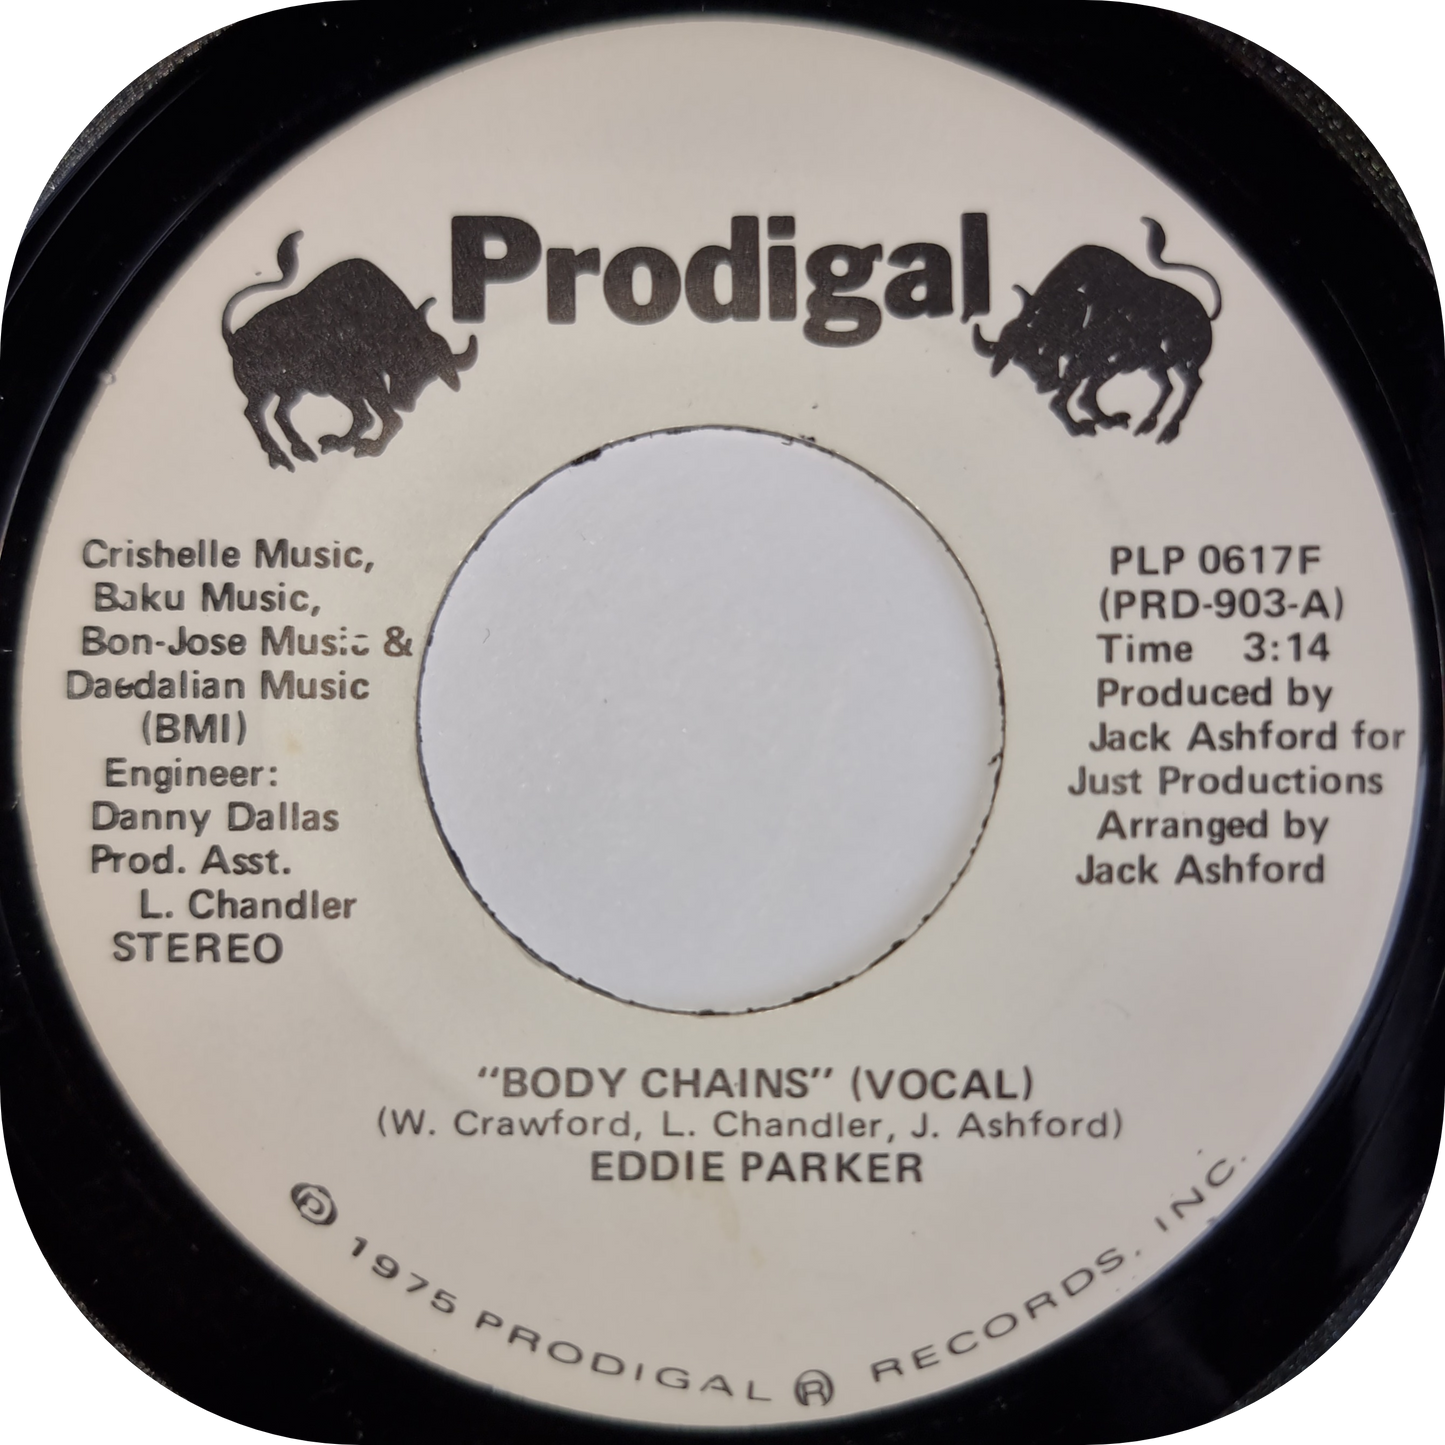 Prodigal
Crishelle Music,
Baku Music,
Bon-Jose Music &
Daedalian Music
(BMI)
Engineer:
Danny Dallas
Prod. Asst.
L. Chandler
STEREO
PLP 0617F
(PRD-903-A)
Time 3:14
Produced by
Jack Ashford for
Just Productions
Arranged by
Jack Ashford
"BODY CHAINS" (VOCAL)
(W. Crawford, L. Chandler, J. Ashford)
EDDIE PARKER
℗ 1975 PRODIGAL ® RECORDS, INC.